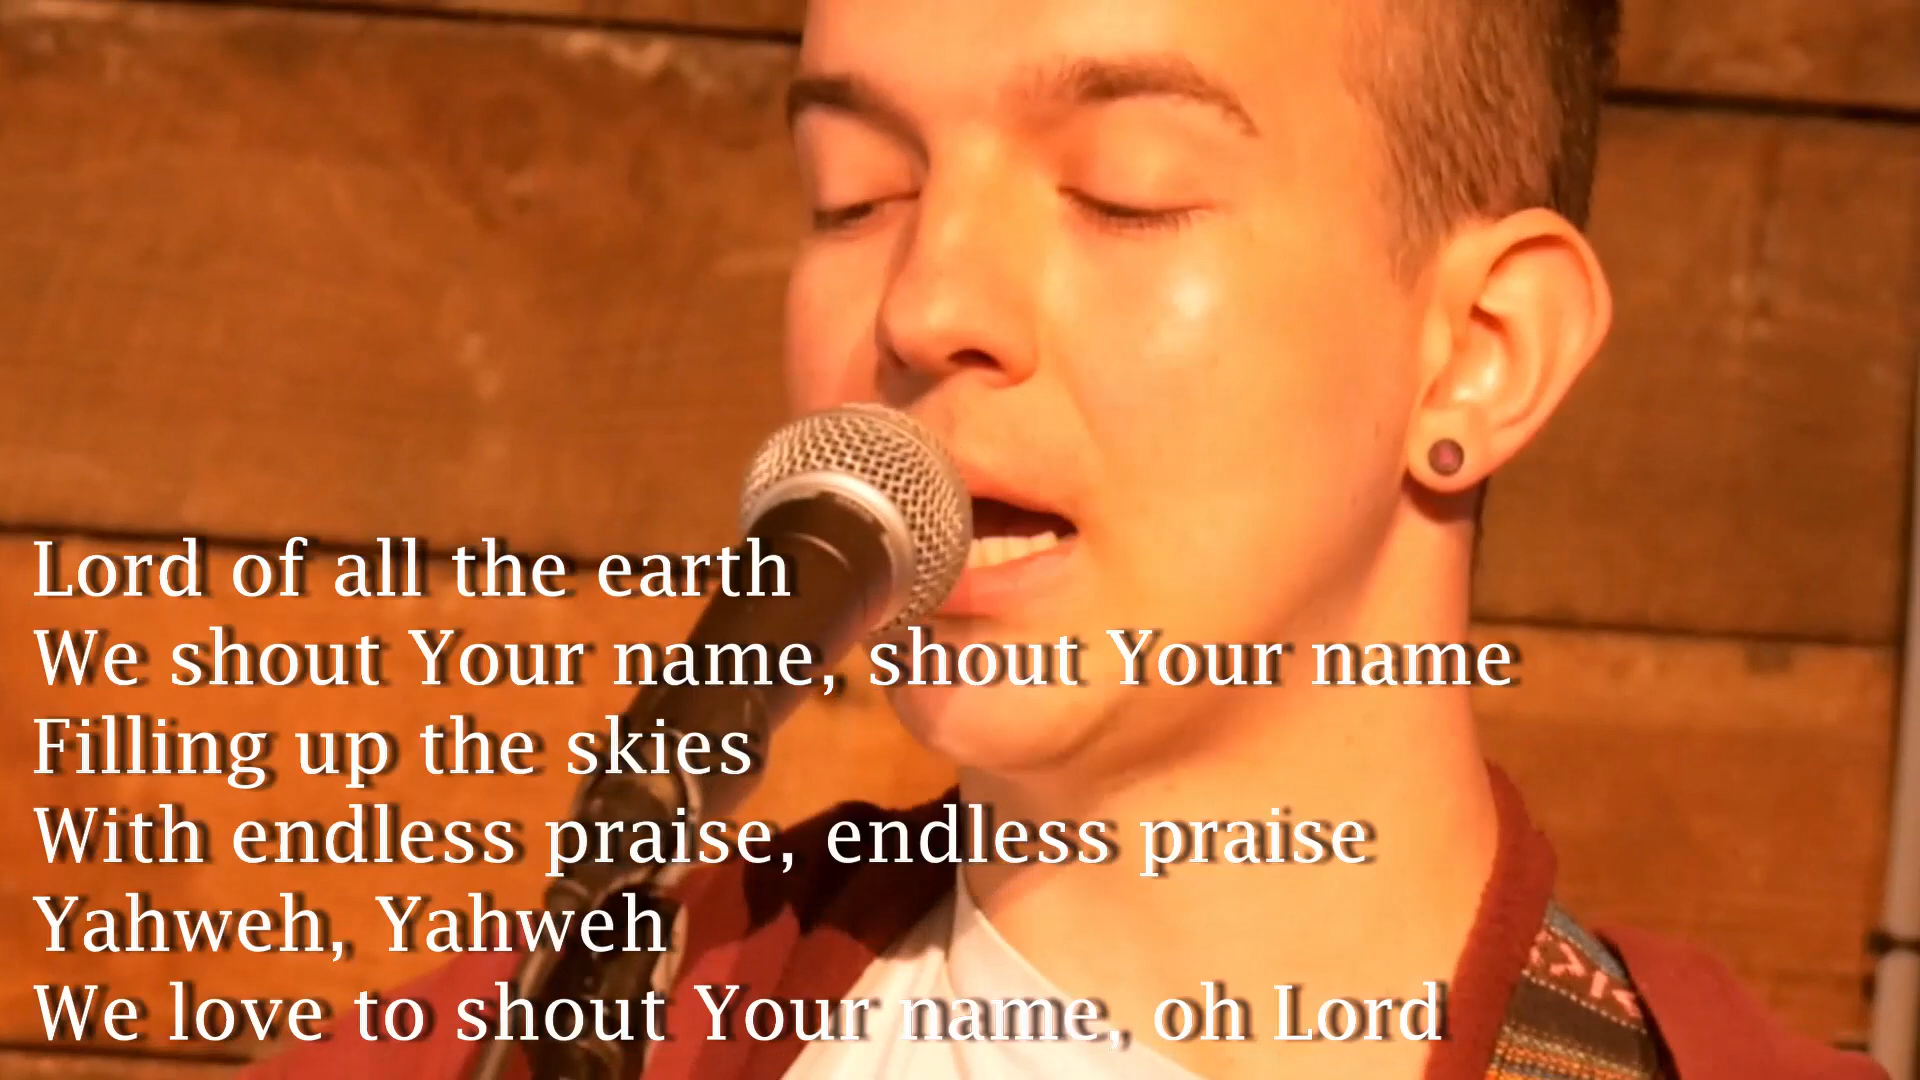 Lord of all the earth
We shout Your name, shout Your name
Filling up the skies
With endless praise, endless praise
Yahweh, Yahweh
We love to shout Your name, oh Lord